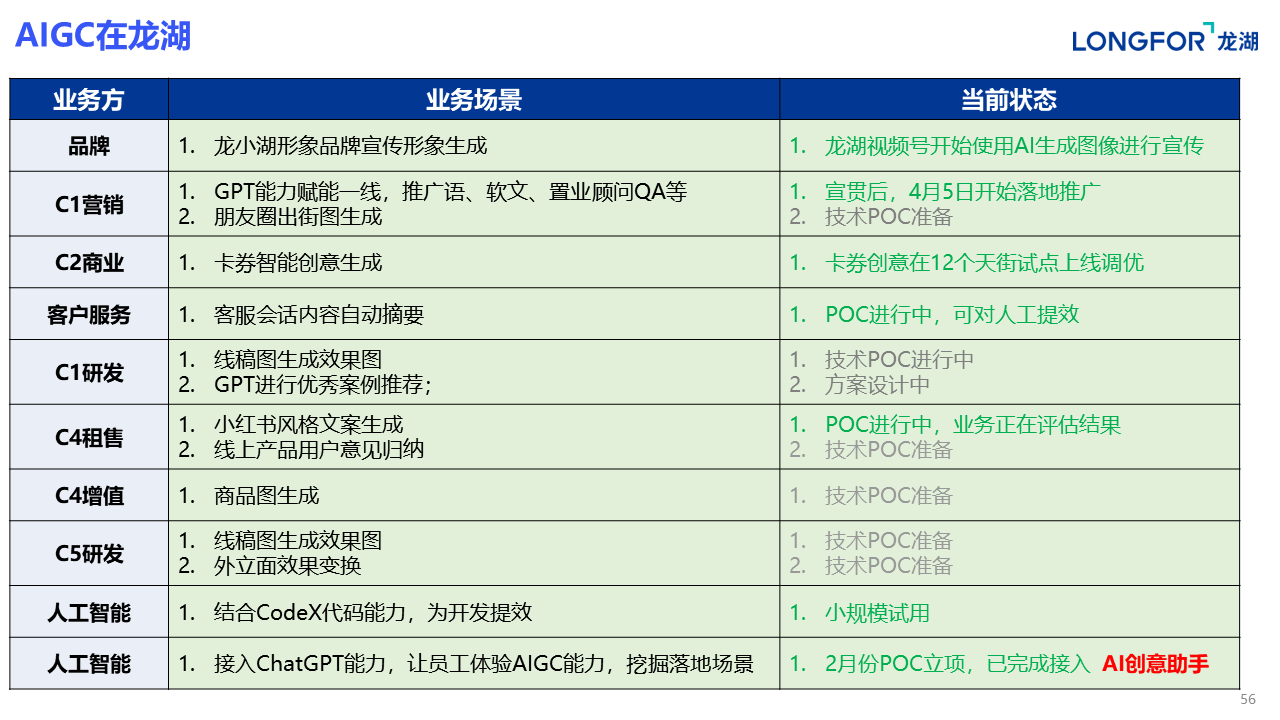 AIGC在龙湖
LONGFOR 龙湖
业务方 业务场景 当前状态
品牌 1. 龙小湖形象品牌宣传形象生成 1. 龙湖视频号开始使用AI生成图像进行宣传
C1营销
1. GPT能力赋能一线，推广语、软文、置业顾问QA等
2. 朋友圈出街图生成
1. 宣贯后，4月5日开始落地推广
2. 技术POC准备
C2商业 1. 卡券智能创意生成 1. 卡券创意在12个天街试点上线调优
客户服务 1. 客服会话内容自动摘要 1. POC进行中，可对人工提效
C1研发
1. 线稿图生成效果图
2. GPT进行优秀案例推荐；
1. 技术POC进行中
2. 方案设计中
C4租售
1. 小红书风格文案生成
2. 线上产品用户意见归纳
1. POC进行中，业务正在评估结果
2. 技术POC准备
C4增值 1. 商品图生成 1. 技术POC准备
C5研发
1. 线稿图生成效果图
2. 外立面效果变换
1. 技术POC准备
2. 技术POC准备
人工智能 1. 结合CodeX代码能力，为开发提效 1. 小规模试用
人工智能 1. 接入ChatGPT能力，让员工体验AIGC能力，挖掘落地场景 1. 2月份POC立项，已完成接入 AI创意助手
56